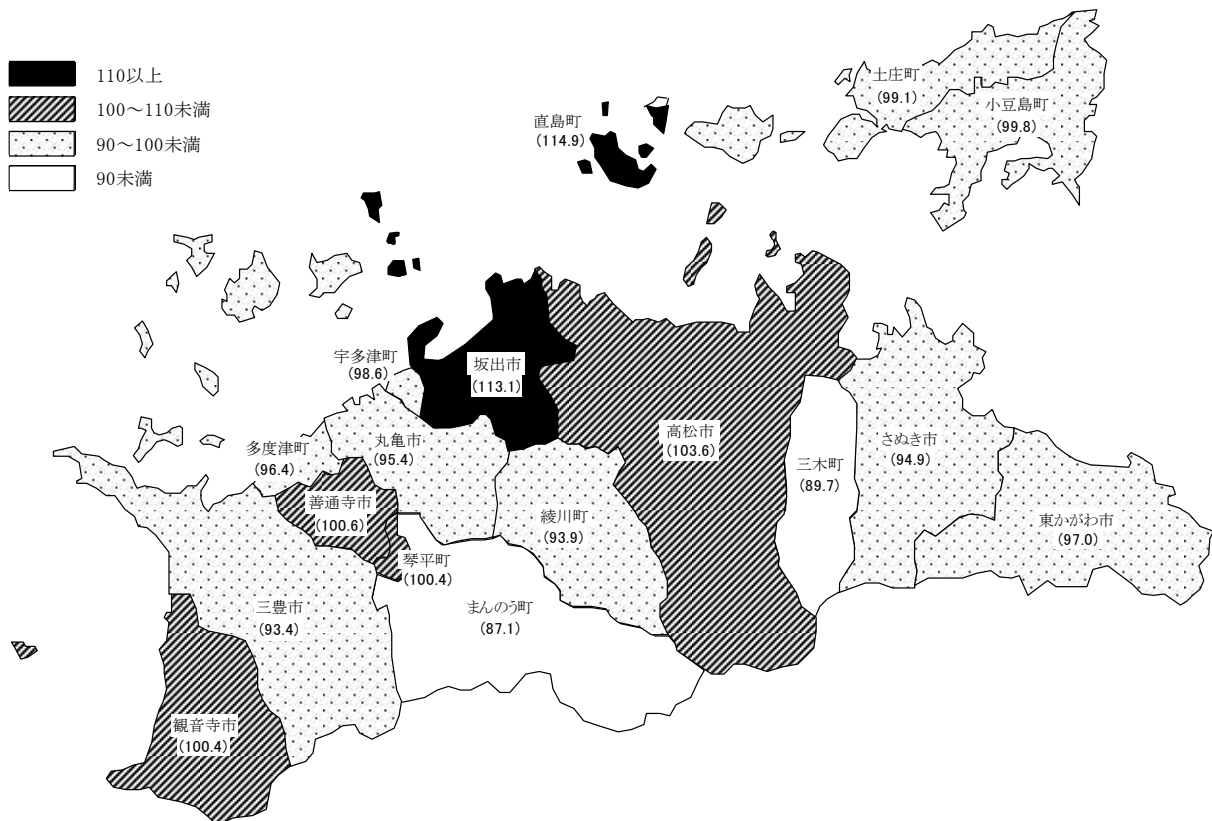 110以上
100～110未満
90～100未満
90未満
土庄町
(99.1)
小豆島町
(99.8)
直島町
(114.9)
宇多津町
(98.6)
坂出市
(113.1)
高松市
(103.6)
三木町
(89.7)
さぬき市
(94.9)
東かがわ市
(97.0)
多度津町
(96.4)
丸亀市
(95.4)
善通寺市
(100.6)
綾川町
(93.9)
琴平町
(100.4)
三豊市
(93.4)
まんのう町
(87.1)
観音寺市
(100.4)